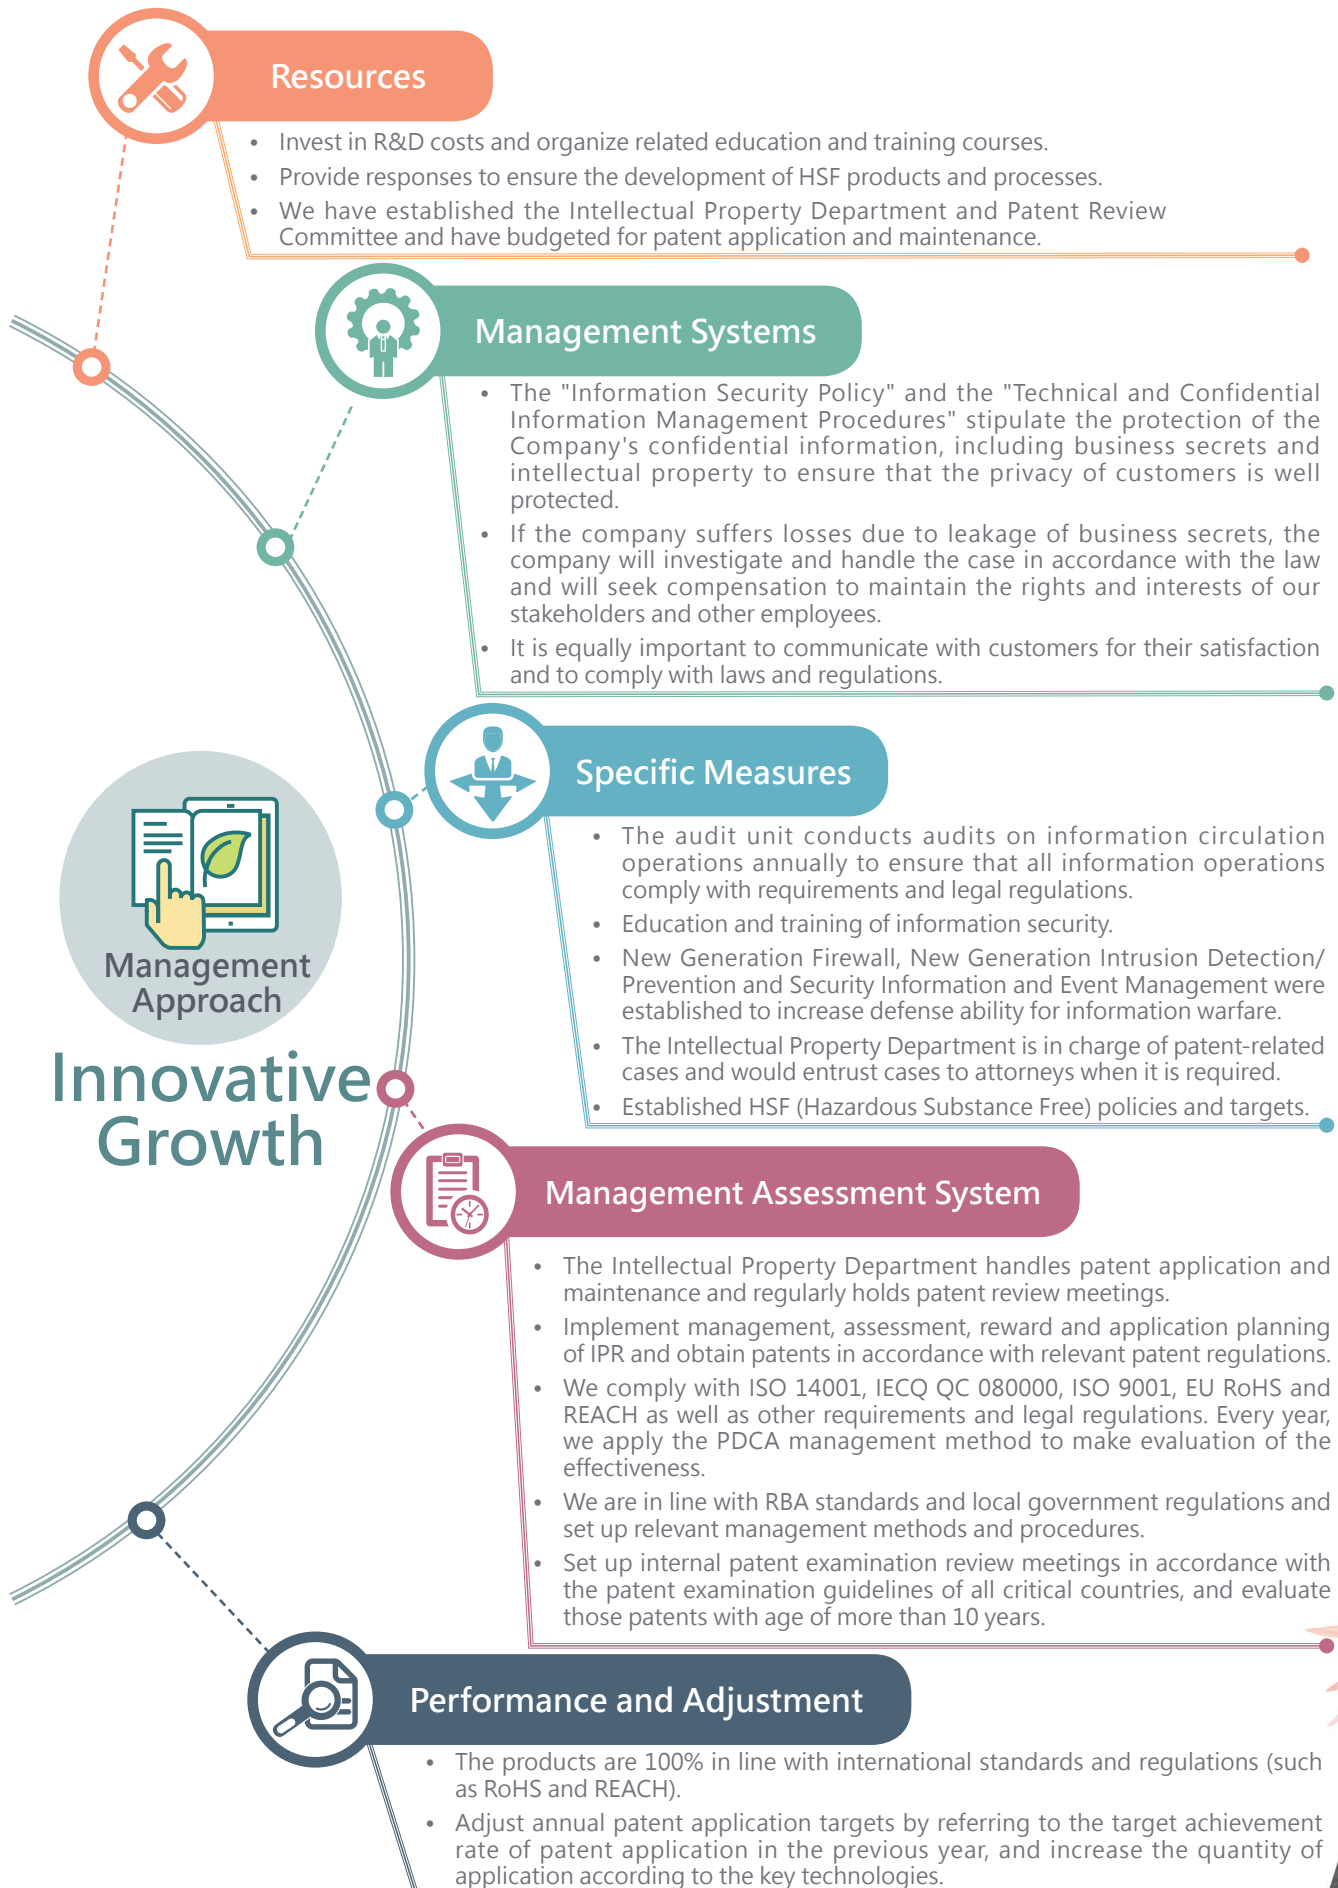 Resources
• Invest in R&D costs and organize related education and training courses.
• Provide responses to ensure the development of HSF products and processes.
• We have established the Intellectual Property Department and Patent Review
Committee and have budgeted for patent application and maintenance.
Management Systems
• The "Information Security Policy" and the "Technical and Confidential
Information Management Procedures" stipulate the protection of the
Company's confidential information, including business secrets and
intellectual property to ensure that the privacy of customers is well
protected.
• If the company suffers losses due to leakage of business secrets, the
company will investigate and handle the case in accordance with the law
and will seek compensation to maintain the rights and interests of our
stakeholders and other employees.
• It is equally important to communicate with customers for their satisfaction
and to comply with laws and regulations.
Specific Measures
• The audit unit conducts audits on information circulation
operations annually to ensure that all information operations
comply with requirements and legal regulations.
• Education and training of information security.
• New Generation Firewall, New Generation Intrusion Detection/
Prevention and Security Information and Event Management were
established to increase defense ability for information warfare.
• The Intellectual Property Department is in charge of patent-related
cases and would entrust cases to attorneys when it is required.
• Established HSF (Hazardous Substance Free) policies and targets.
Management
Approach
Innovative
Growth
Management Assessment System
• The Intellectual Property Department handles patent application and
maintenance and regularly holds patent review meetings.
• Implement management, assessment, reward and application planning
of IPR and obtain patents in accordance with relevant patent regulations.
• We comply with ISO 14001, IECQ QC 080000, ISO 9001, EU RoHS and
REACH as well as other requirements and legal regulations. Every year,
we apply the PDCA management method to make evaluation of the
effectiveness.
• We are in line with RBA standards and local government regulations and
set up relevant management methods and procedures.
• Set up internal patent examination review meetings in accordance with
the patent examination guidelines of all critical countries, and evaluate
those patents with age of more than 10 years.
Performance and Adjustment
• The products are 100% in line with international standards and regulations (such
as RoHS and REACH).
• Adjust annual patent application targets by referring to the target achievement
rate of patent application in the previous year, and increase the quantity of
application according to the key technologies.